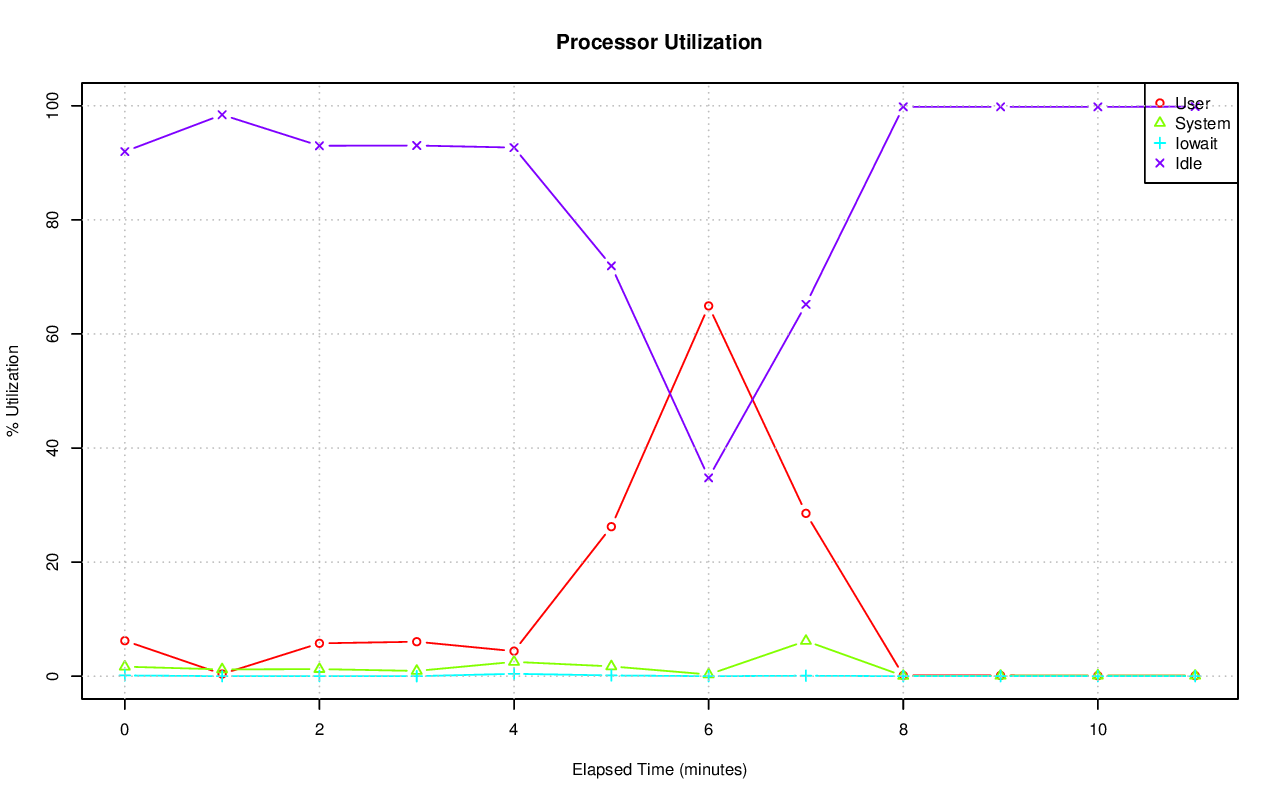 Processor Utilization
100
80
60
40
20
0
% Utilization
User
System
Iowait
Idle
0 2 4 6 8 10
Elapsed Time (minutes)